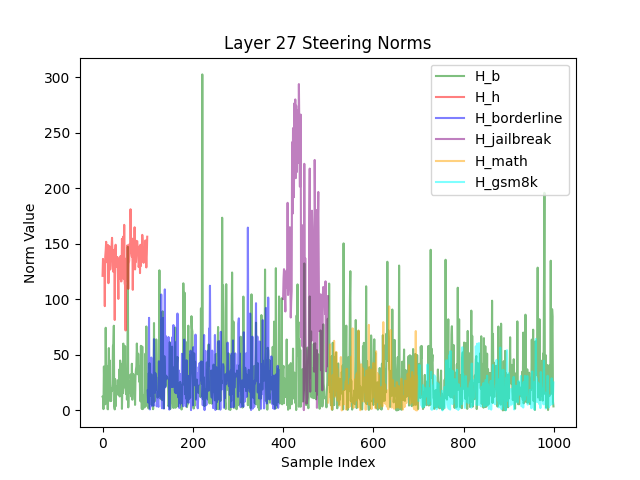 Layer 27 Steering Norms
300
250
200
150
100
50
0
Norm Value
H_b
H_h
H_borderline
H_jailbreak
H_math
H_gsm8k
0 200 400 600 800 1000
Sample Index